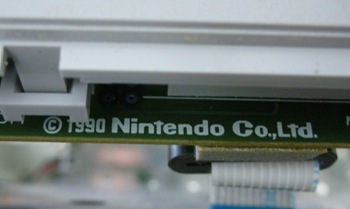 © 1990 Nintendo Co.,Ltd.